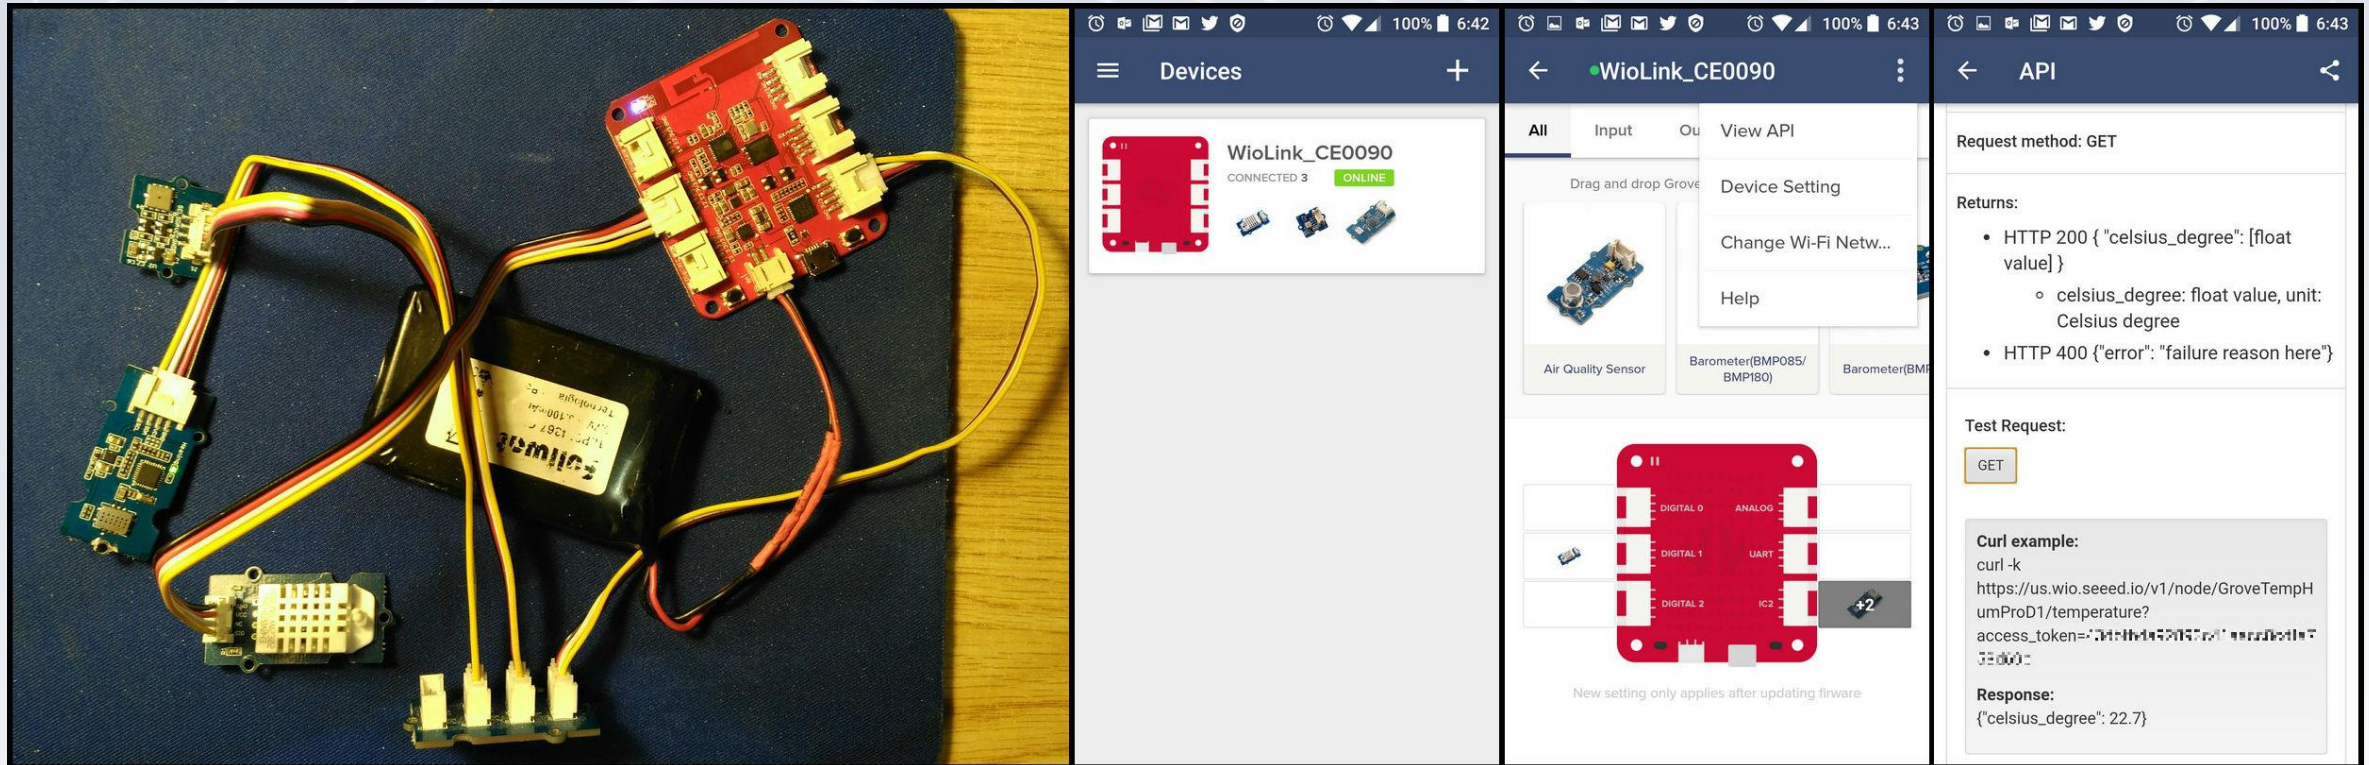 Fullwat
100% 6:42
Devices
WioLink_CE0090
CONNECTED 3 ONLINE
100% 6:43
WioLink_CE0090
All Input Ou
View API
Device Setting
Change Wi-Fi Netw...
Help
Drag and drop Grove
Air Quality Sensor
Barometer(BMP085/
BMP180)
Barometer(BMP
DIGITAL 0 ANALOG
DIGITAL 1 UART
DIGITAL 2 IC2
+2
New setting only applies after updating firware
100% 6:43
API
Request method: GET
Returns:
• HTTP 200 { "celsius_degree": [float
value] }
celsius_degree: float value, unit:
Celsius degree
• HTTP 400 {"error": "failure reason here"}
Test Request:
GET
Curl example:
curl -k
https://us.wio.seeed.io/v1/node/GroveTempH
umProD1/temperature?
access_token=
Response:
{"celsius_degree": 22.7}